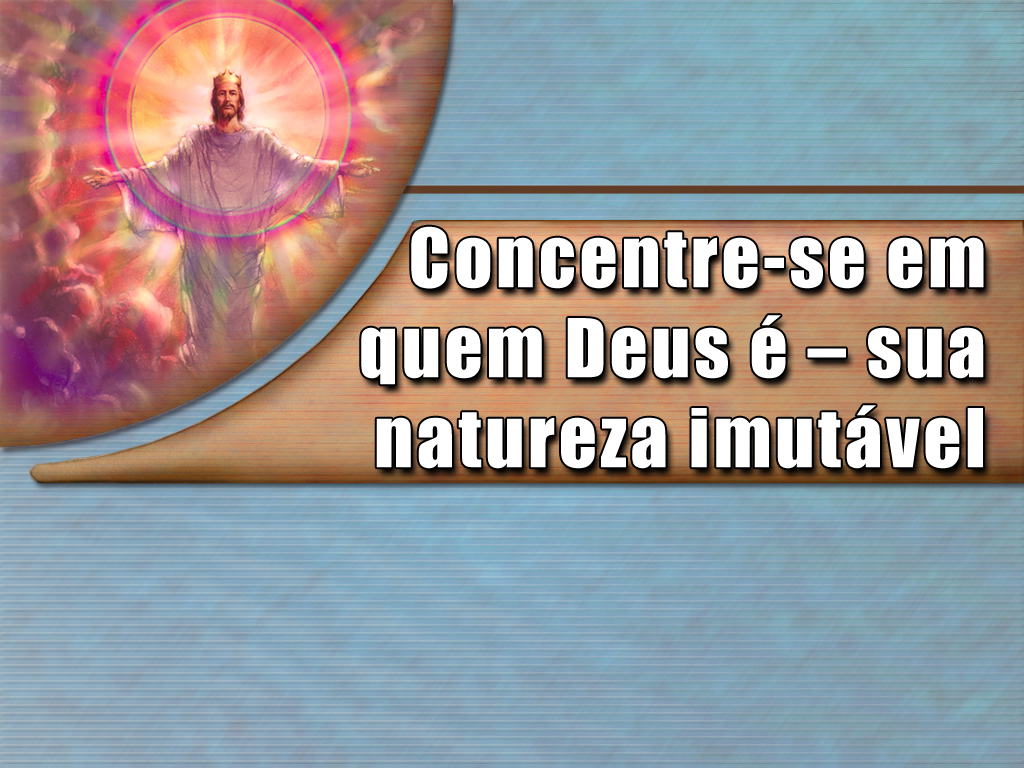 Concentre-se em
quem Deus é – sua
natureza imutável